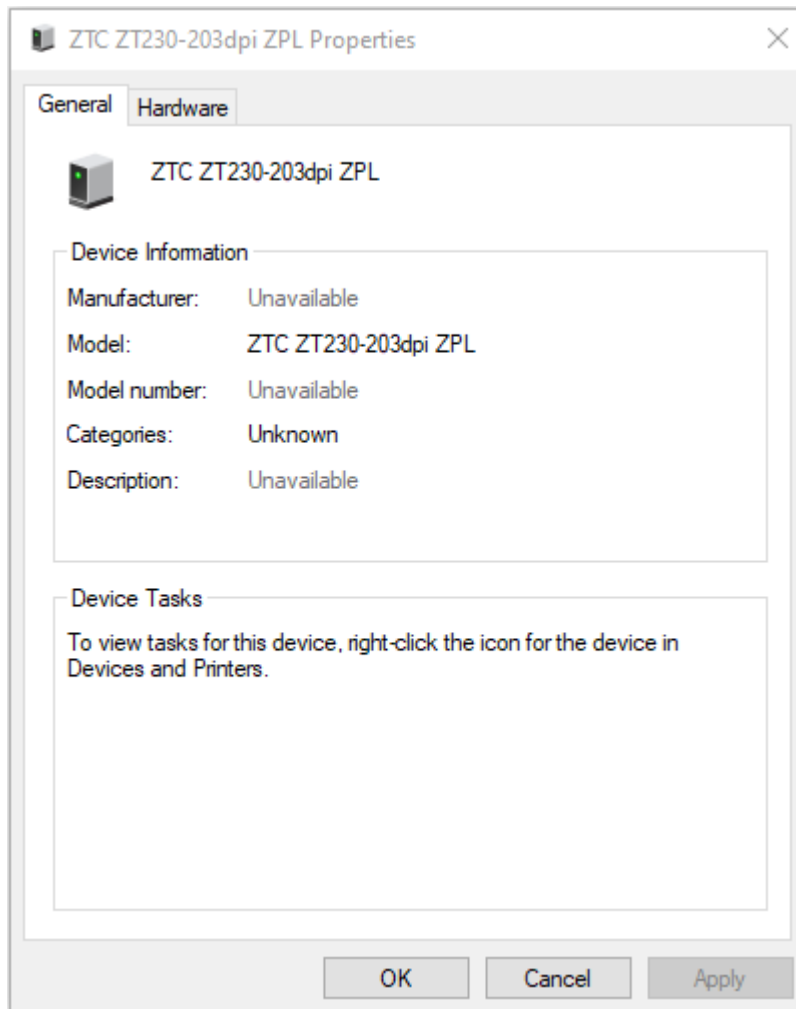 ZTC ZT230-203dpi ZPL Properties
General Hardware
ZTC ZT230-203dpi ZPL
Device Information
Manufacturer: Unavailable
Model: ZTC ZT230-203dpi ZPL
Model number: Unavailable
Categories: Unknown
Description: Unavailable
Device Tasks
To view tasks for this device, right-click the icon for the device in
Devices and Printers.
OK Cancel Apply